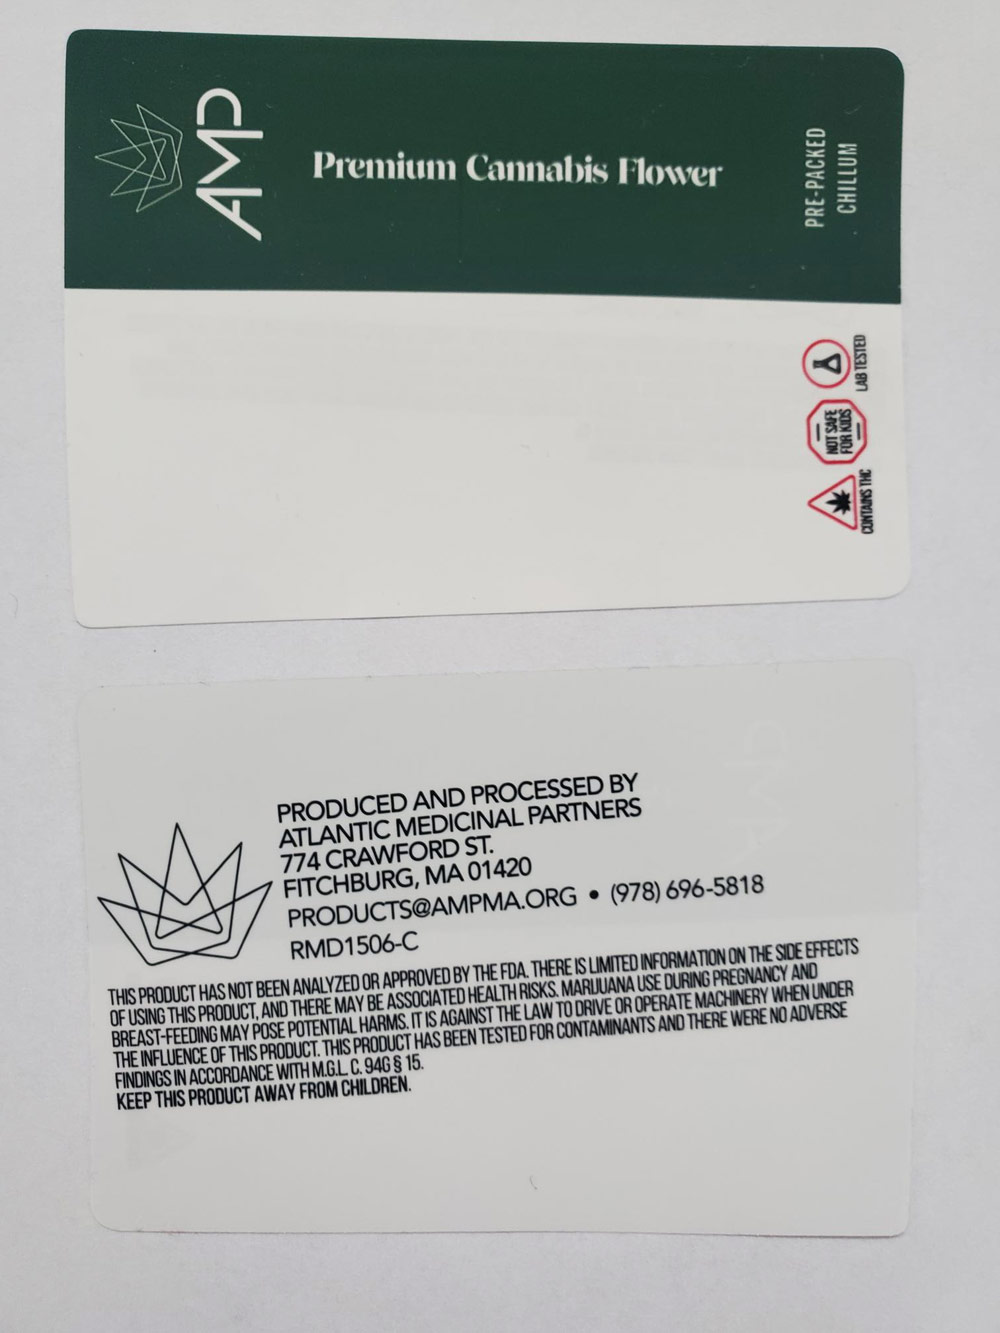 AMP
Premium Cannabis Flower
PRE-PACKED
CHILLUM
LAB TESTED
NOT SAFE
FOR KIDS
CONTAINS THC
PRODUCED AND PROCESSED BY
ATLANTIC MEDICINAL PARTNERS
774 CRAWFORD ST.
FITCHBURG, MA 01420
PRODUCTS@AMPMA.ORG • (978) 696-5818
RMD1506-C
THIS PRODUCT HAS NOT BEEN ANALYZED OR APPROVED BY THE FDA. THERE IS LIMITED INFORMATION ON THE SIDE EFFECTS
OF USING THIS PRODUCT, AND THERE MAY BE ASSOCIATED HEALTH RISKS. MARIJUANA USE DURING PREGNANCY AND
BREAST-FEEDING MAY POSE POTENTIAL HARMS. IT IS AGAINST THE LAW TO DRIVE OR OPERATE MACHINERY WHEN UNDER
THE INFLUENCE OF THIS PRODUCT. THIS PRODUCT HAS BEEN TESTED FOR CONTAMINANTS AND THERE WERE NO ADVERSE
FINDINGS IN ACCORDANCE WITH M.G.L. C. 94G § 15.
KEEP THIS PRODUCT AWAY FROM CHILDREN.